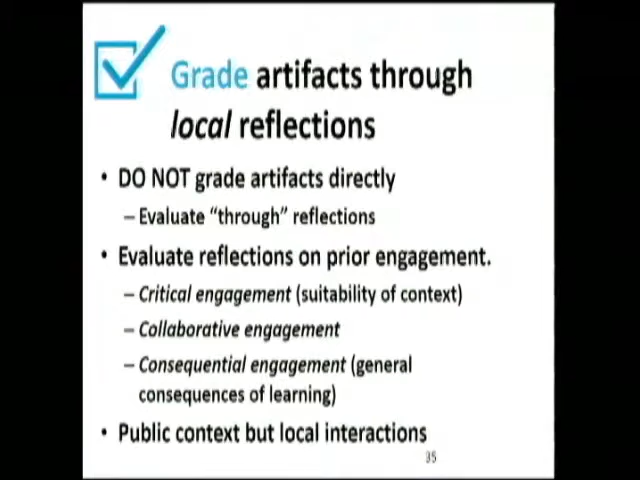 Grade artifacts through
local reflections
• DO NOT grade artifacts directly
– Evaluate “through” reflections
• Evaluate reflections on prior engagement.
– Critical engagement (suitability of context)
– Collaborative engagement
– Consequential engagement (general
consequences of learning)
• Public context but local interactions
35